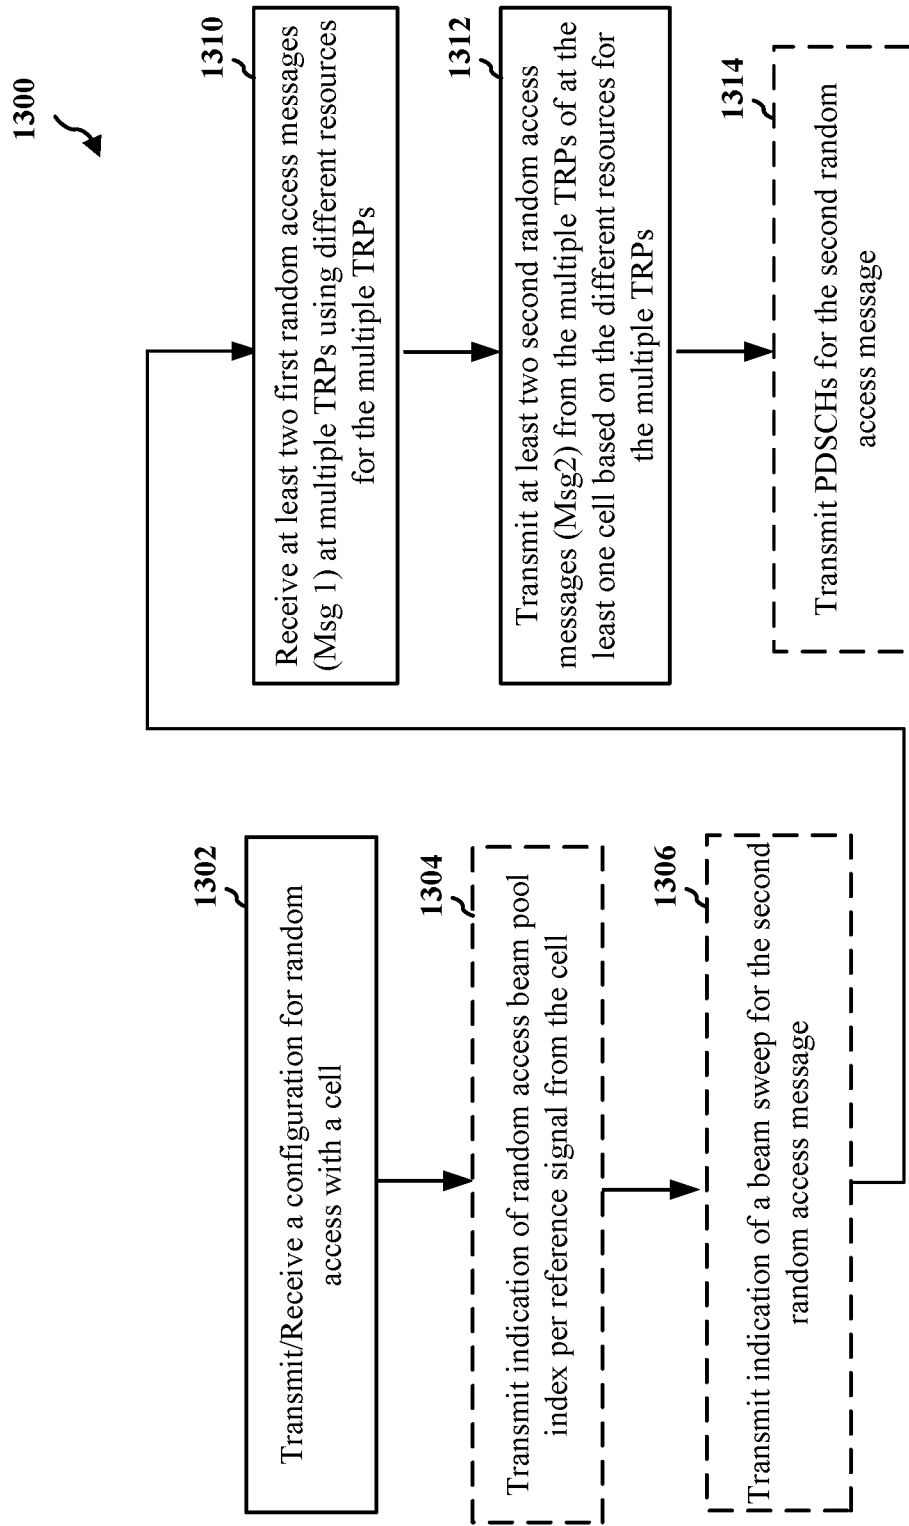 1300
1302
Transmit/Receive a configuration for random
access with a cell
1304
Transmit indication of random access beam pool
index per reference signal from the cell
1306
Transmit indication of a beam sweep for the second
random access message
1310
Receive at least two first random access messages
(Msg 1) at multiple TRPs using different resources
for the multiple TRPs
1312
Transmit at least two second random access
messages (Msg2) from the multiple TRPs of at the
least one cell based on the different resources for
the multiple TRPs
1314
Transmit PDSCHs for the second random
access message